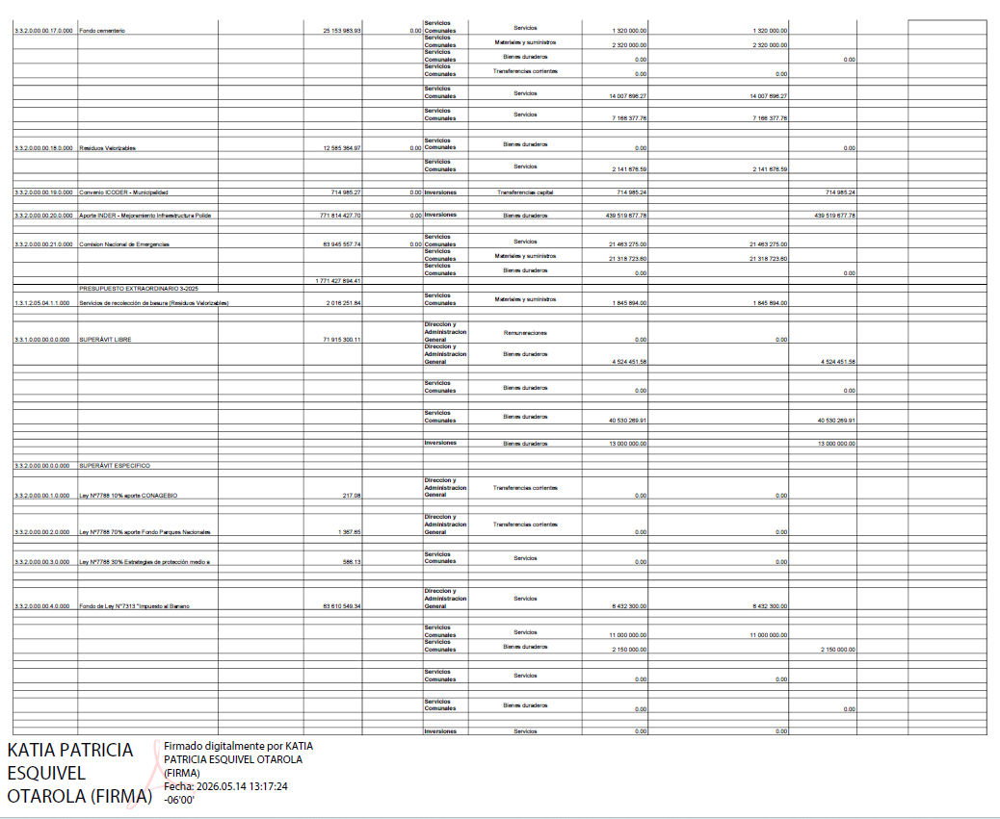 Servicios
3.3.2.0.00.00.17.0.000 Fondo cementerio 25 153 983.93 0.00 Comunales Servicios 1 320 000.00 1 320 000.00
Servicios
Comunales Materiales y suministros 2 320 000.00 2 320 000.00
Servicios
Comunales Bienes duraderos 0.00 0.00
Servicios
Comunales Transferencias corrientes 0.00 0.00
Servicios
Comunales Servicios 14 007 696.27 14 007 696.27
Servicios
Comunales Servicios 7 166 377.76 7 166 377.76
Servicios
3.3.2.0.00.00.18.0.000 Residuos Valorizables 12 585 364.97 0.00 Comunales Bienes duraderos 0.00 0.00
Servicios
Comunales Servicios 2 141 676.59 2 141 676.59
3.3.2.0.00.00.19.0.000 Convenio ICODER - Municipalidad 714 985.27 0.00 Inversiones Transferencias capital 714 985.24 714 985.24
3.3.2.0.00.00.20.0.000 Aporte INDER - Mejoramiento Infraestructura Polide 771 814 427.70 0.00 Inversiones Bienes duraderos 439 519 677.78 439 519 677.78
Servicios
3.3.2.0.00.00.21.0.000 Comision Nacional de Emergencias 63 945 557.74 0.00 Comunales Servicios 21 463 275.00 21 463 275.00
Servicios
Comunales Materiales y suministros 21 318 723.60 21 318 723.60
Servicios
Comunales Bienes duraderos 0.00 0.00
1 771 427 894.41
PRESUPUESTO EXTRAORDINARIO 3-2025
Servicios
1.3.1.2.05.04.1.1.000 Servicios de recolección de basura (Residuos Valorizables) 2 016 251.84 Comunales Materiales y suministros 1 845 894.00 1 845 894.00
Direccion y
Administracion
3.3.1.0.00.00.0.0.000 SUPERÁVIT LIBRE 71 915 300.11 General Remuneraciones 0.00 0.00
Direccion y
Administracion
General Bienes duraderos 4 524 451.58 4 524 451.58
Servicios
Comunales Bienes duraderos 0.00 0.00
Servicios
Comunales Bienes duraderos 40 530 269.91 40 530 269.91
Inversiones Bienes duraderos 13 000 000.00 13 000 000.00
3.3.2.0.00.00.0.0.000 SUPERÁVIT ESPECIFICO
Direccion y
Administracion
3.3.2.0.00.00.1.0.000 Ley Nº7788 10% aporte CONAGEBIO 217.08 General Transferencias corrientes 0.00 0.00
Direccion y
Administracion
3.3.2.0.00.00.2.0.000 Ley Nº7788 70% aporte Fondo Parques Nacionales 1 367.65 General Transferencias corrientes 0.00 0.00
Servicios
3.3.2.0.00.00.3.0.000 Ley Nº7788 30% Estrategias de protección medio a 586.13 Comunales Servicios 0.00 0.00
Direccion y
Administracion
3.3.2.0.00.00.4.0.000 Fondo de Ley Nº7313 "Impuesto al Banano 63 610 549.34 General Servicios 6 432 300.00 6 432 300.00
Servicios
Comunales Servicios 11 000 000.00 11 000 000.00
Servicios
Comunales Bienes duraderos 2 150 000.00 2 150 000.00
Servicios
Comunales Servicios 0.00 0.00
Servicios
Comunales Bienes duraderos 0.00 0.00
Inversiones Servicios 0.00 0.00
KATIA PATRICIA
ESQUIVEL
OTAROLA (FIRMA)
Firmado digitalmente por KATIA
PATRICIA ESQUIVEL OTAROLA
(FIRMA)
Fecha: 2026.05.14 13:17:24
-06'00'